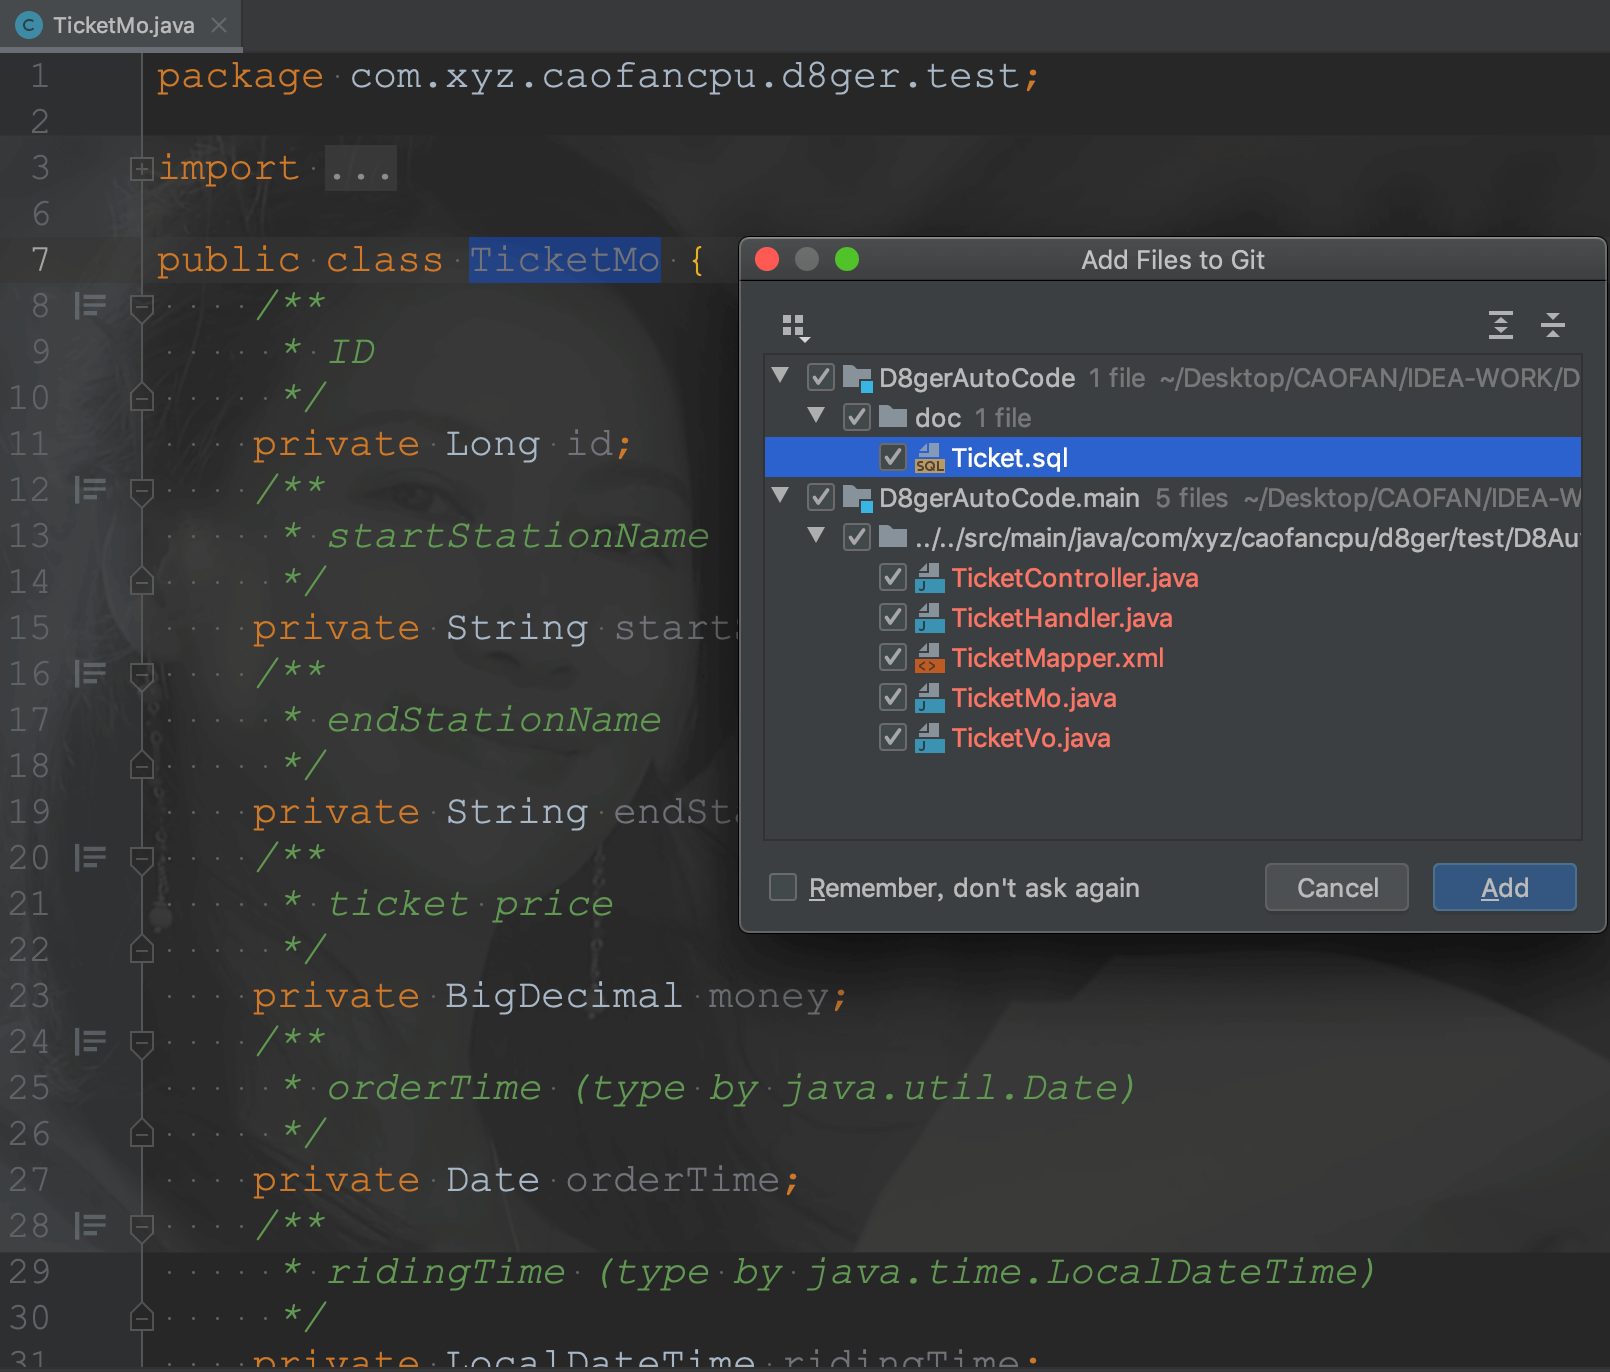 TicketMo.java
1 package com.xyz.caofancpu.d8ger.test;
2
3 import ...
6
7 public class TicketMo {
8 /**
9 * ID
10 */
11 private Long id;
12 /**
13 * startStationName
14 */
15 private String start
16 /**
17 * endStationName
18 */
19 private String endSt
20 /**
21 * ticket price
22 */
23 private BigDecimal money;
24 /**
25 * orderTime (type by java.util.Date)
26 */
27 private Date orderTime;
28 /**
29 * ridingTime (type by java.time.LocalDateTime)
30 */
31 private LocalDateTime ridingTime;
Add Files to Git
D8gerAutoCode 1 file ~/Desktop/CAOFAN/IDEA-WORK/D
doc 1 file
SQL Ticket.sql
D8gerAutoCode.main 5 files ~/Desktop/CAOFAN/IDEA-W
../../src/main/java/com/xyz/caofancpu/d8ger/test/D8Au
TicketController.java
TicketHandler.java
TicketMapper.xml
TicketMo.java
TicketVo.java
Remember, don't ask again
Cancel
Add